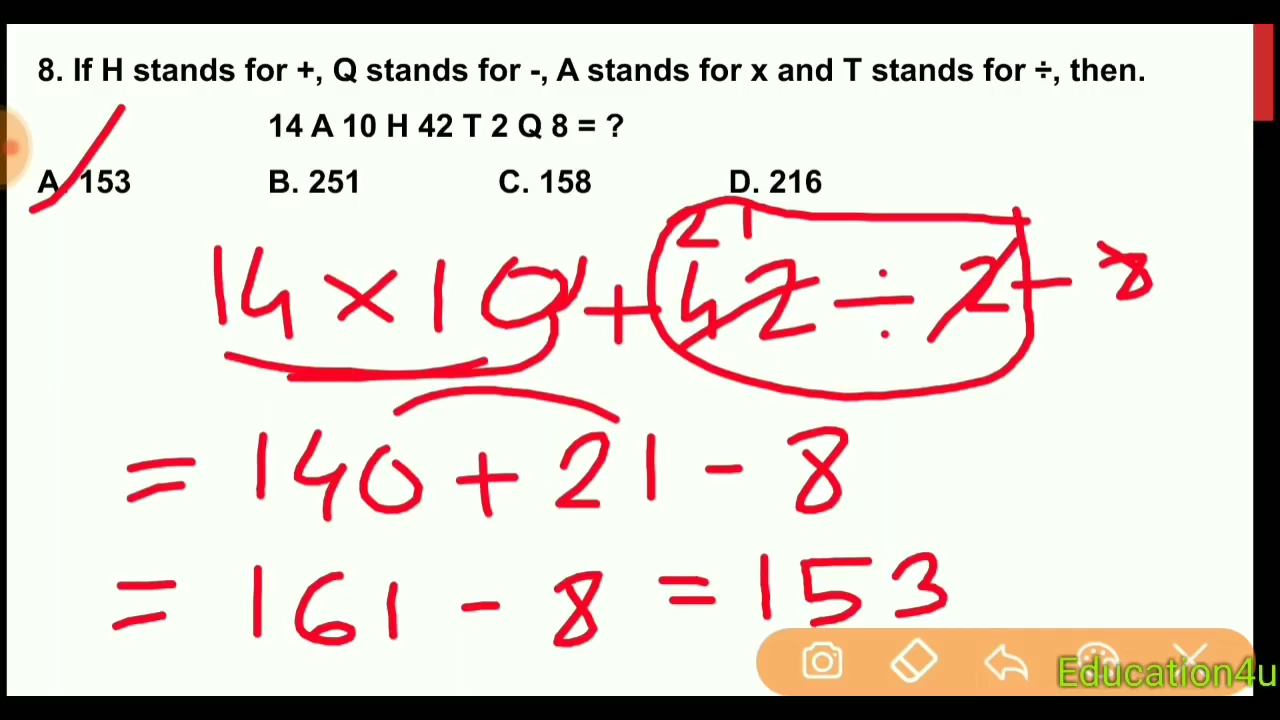 8. If H stands for +, Q stands for -, A stands for x and T stands for ÷, then.
14 A 10 H 42 T 2 Q 8 = ?
A. 153 B. 251 C. 158 D. 216
21
14 × 10 + 42 ÷ 2 - 8
= 140 + 21 - 8
= 161 - 8 = 153
Education4u